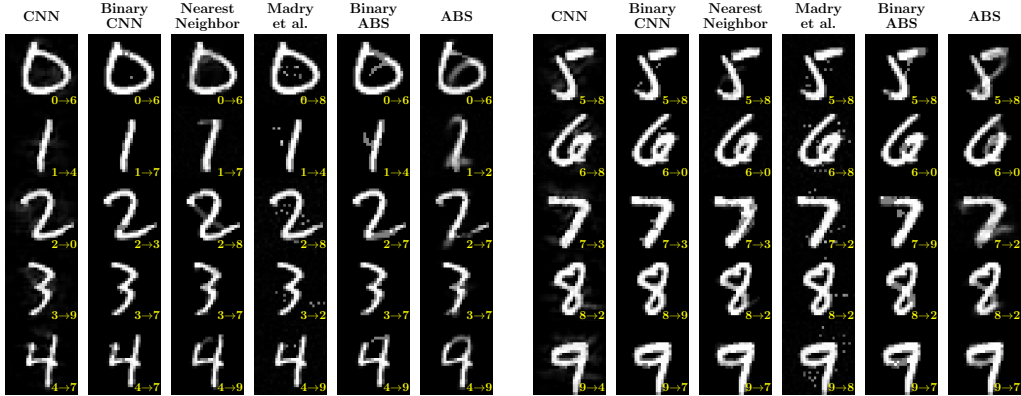 CNN Binary CNN Nearest Neighbor Madry et al. Binary ABS ABS
0→6 0→6 0→6 0→8 0→6 0→6
1→4 1→7 1→7 1→4 1→4 1→2
2→0 2→3 2→8 2→8 2→7 2→7
3→9 3→7 3→7 3→2 3→7 3→7
4→7 4→7 4→9 4→9 4→9 4→9
CNN Binary CNN Nearest Neighbor Madry et al. Binary ABS ABS
5→8 5→8 5→8 5→8 5→8 5→8
6→8 6→0 6→0 6→8 6→0 6→0
7→3 7→3 7→3 7→2 7→9 7→2
8→2 8→9 8→2 8→2 8→2 8→2
9→4 9→7 9→7 9→8 9→7 9→7